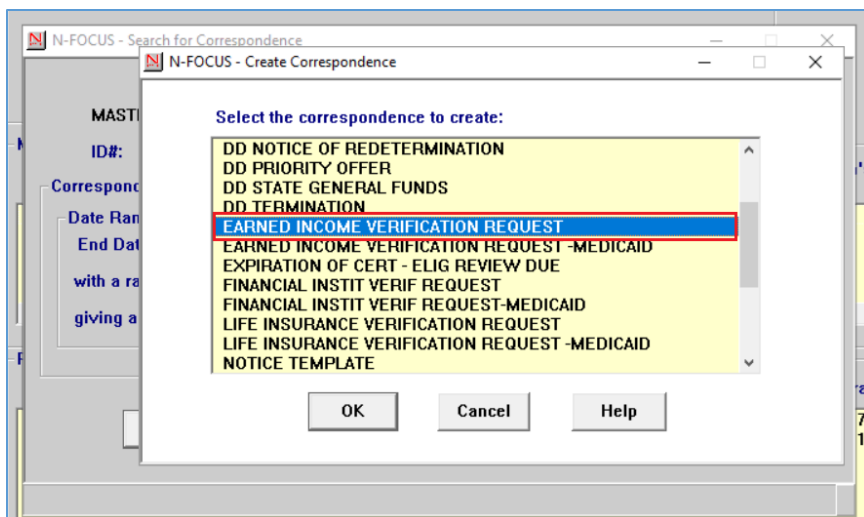 N-FOCUS - Search for Correspondence
N-FOCUS - Create Correspondence
MAST
ID#:
Correspond
Date Ran
End Dat
with a ra
giving a
Select the correspondence to create:
DD NOTICE OF REDETERMINATION
DD PRIORITY OFFER
DD STATE GENERAL FUNDS
DD TERMINATION
EARNED INCOME VERIFICATION REQUEST
EARNED INCOME VERIFICATION REQUEST -MEDICAID
EXPIRATION OF CERT - ELIG REVIEW DUE
FINANCIAL INSTIT VERIF REQUEST
FINANCIAL INSTIT VERIF REQUEST-MEDICAID
LIFE INSURANCE VERIFICATION REQUEST
LIFE INSURANCE VERIFICATION REQUEST -MEDICAID
NOTICE TEMPLATE
OK Cancel Help